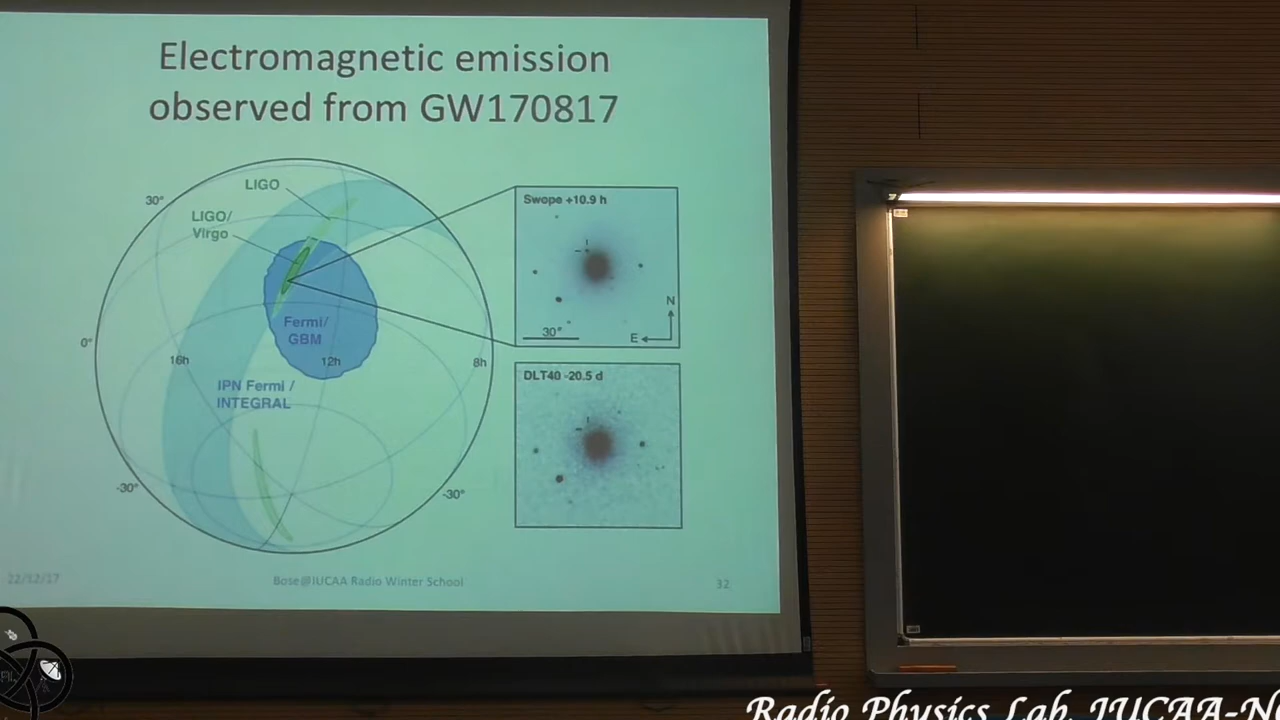 Electromagnetic emission
observed from GW170817
LIGO
30°
LIGO/
Virgo
Fermi/
GBM
0°
16h
12h
8h
IPN Fermi /
INTEGRAL
-30°
-30°
Swope +10.9 h
N
30"
E
DLT40 -20.5 d
22/12/17
Bose@IUCAA Radio Winter School
32
Radio Physics Lab, IUCAA-N